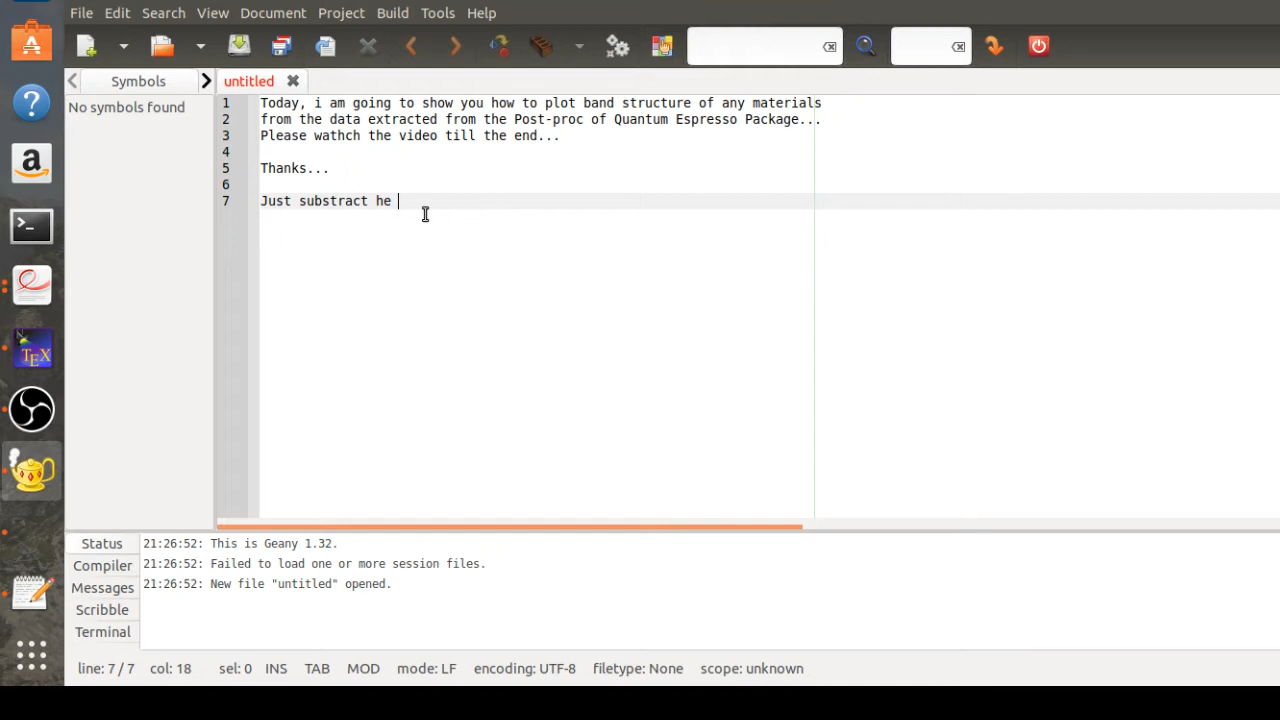 File Edit Search View Document Project Build Tools Help
Symbols
untitled
No symbols found
1 Today, i am going to show you how to plot band structure of any materials
2 from the data extracted from the Post-proc of Quantum Espresso Package...
3 Please wathch the video till the end...
4
5 Thanks...
6
7 Just substract he
Status 21:26:52: This is Geany 1.32.
Compiler 21:26:52: Failed to load one or more session files.
Messages 21:26:52: New file "untitled" opened.
Scribble
Terminal
line: 7 / 7 col: 18 sel: 0 INS TAB MOD mode: LF encoding: UTF-8 filetype: None scope: unknown
A
?
a
>_
TEX